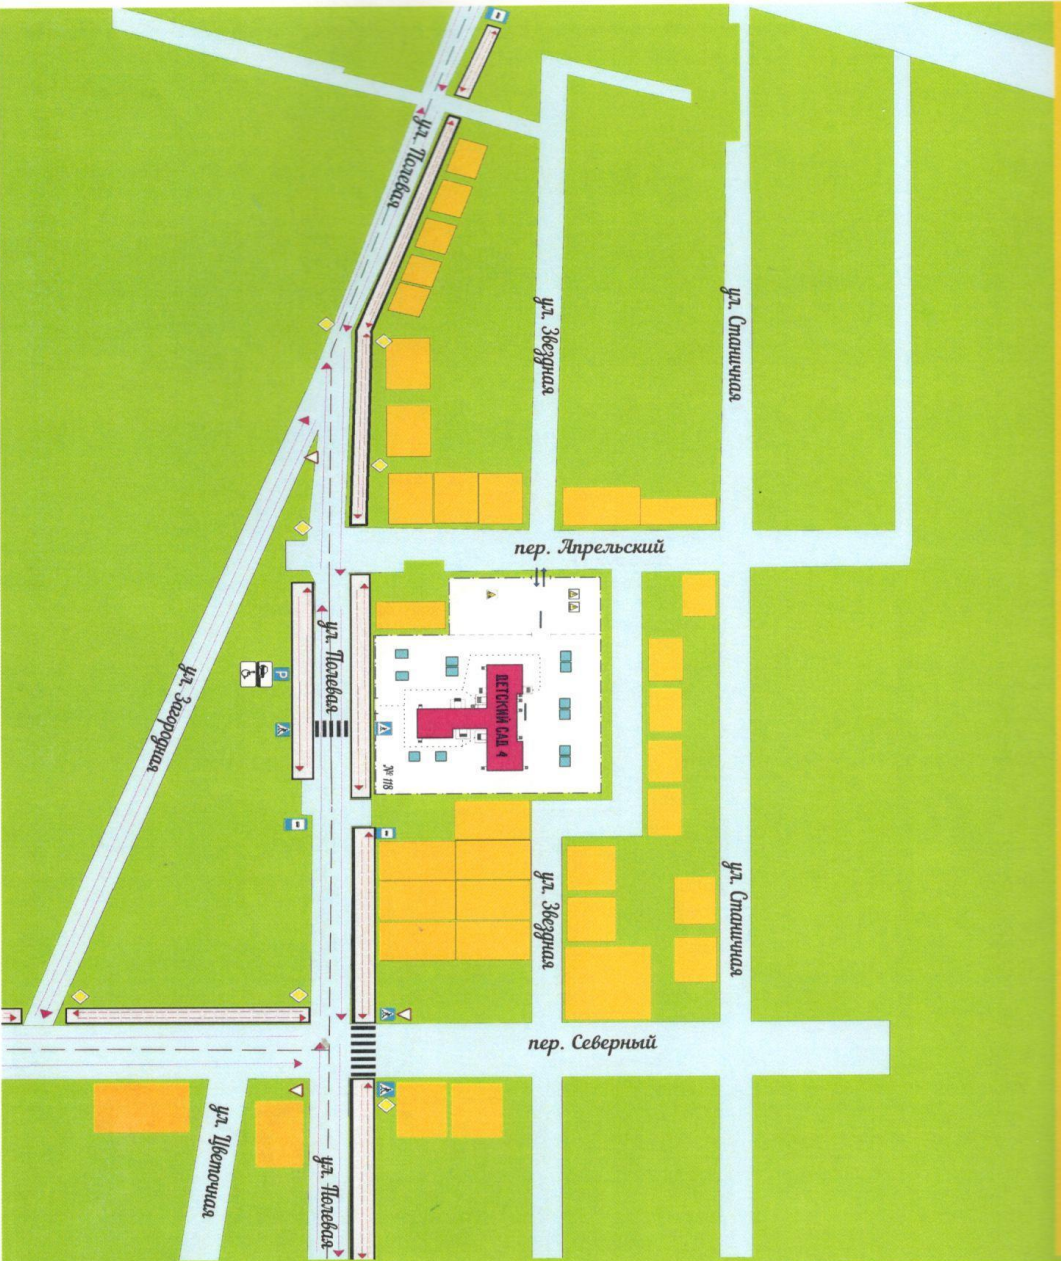 ул. Полевая
ул. Звездная
ул. Станичная
пер. Апрельский
ул. Полевая
ДЕТСКИЙ САД 4
№ 118
P
ул. Загородная
ул. Звездная
ул. Станичная
пер. Северный
ул. Цветочная
ул. Полевая